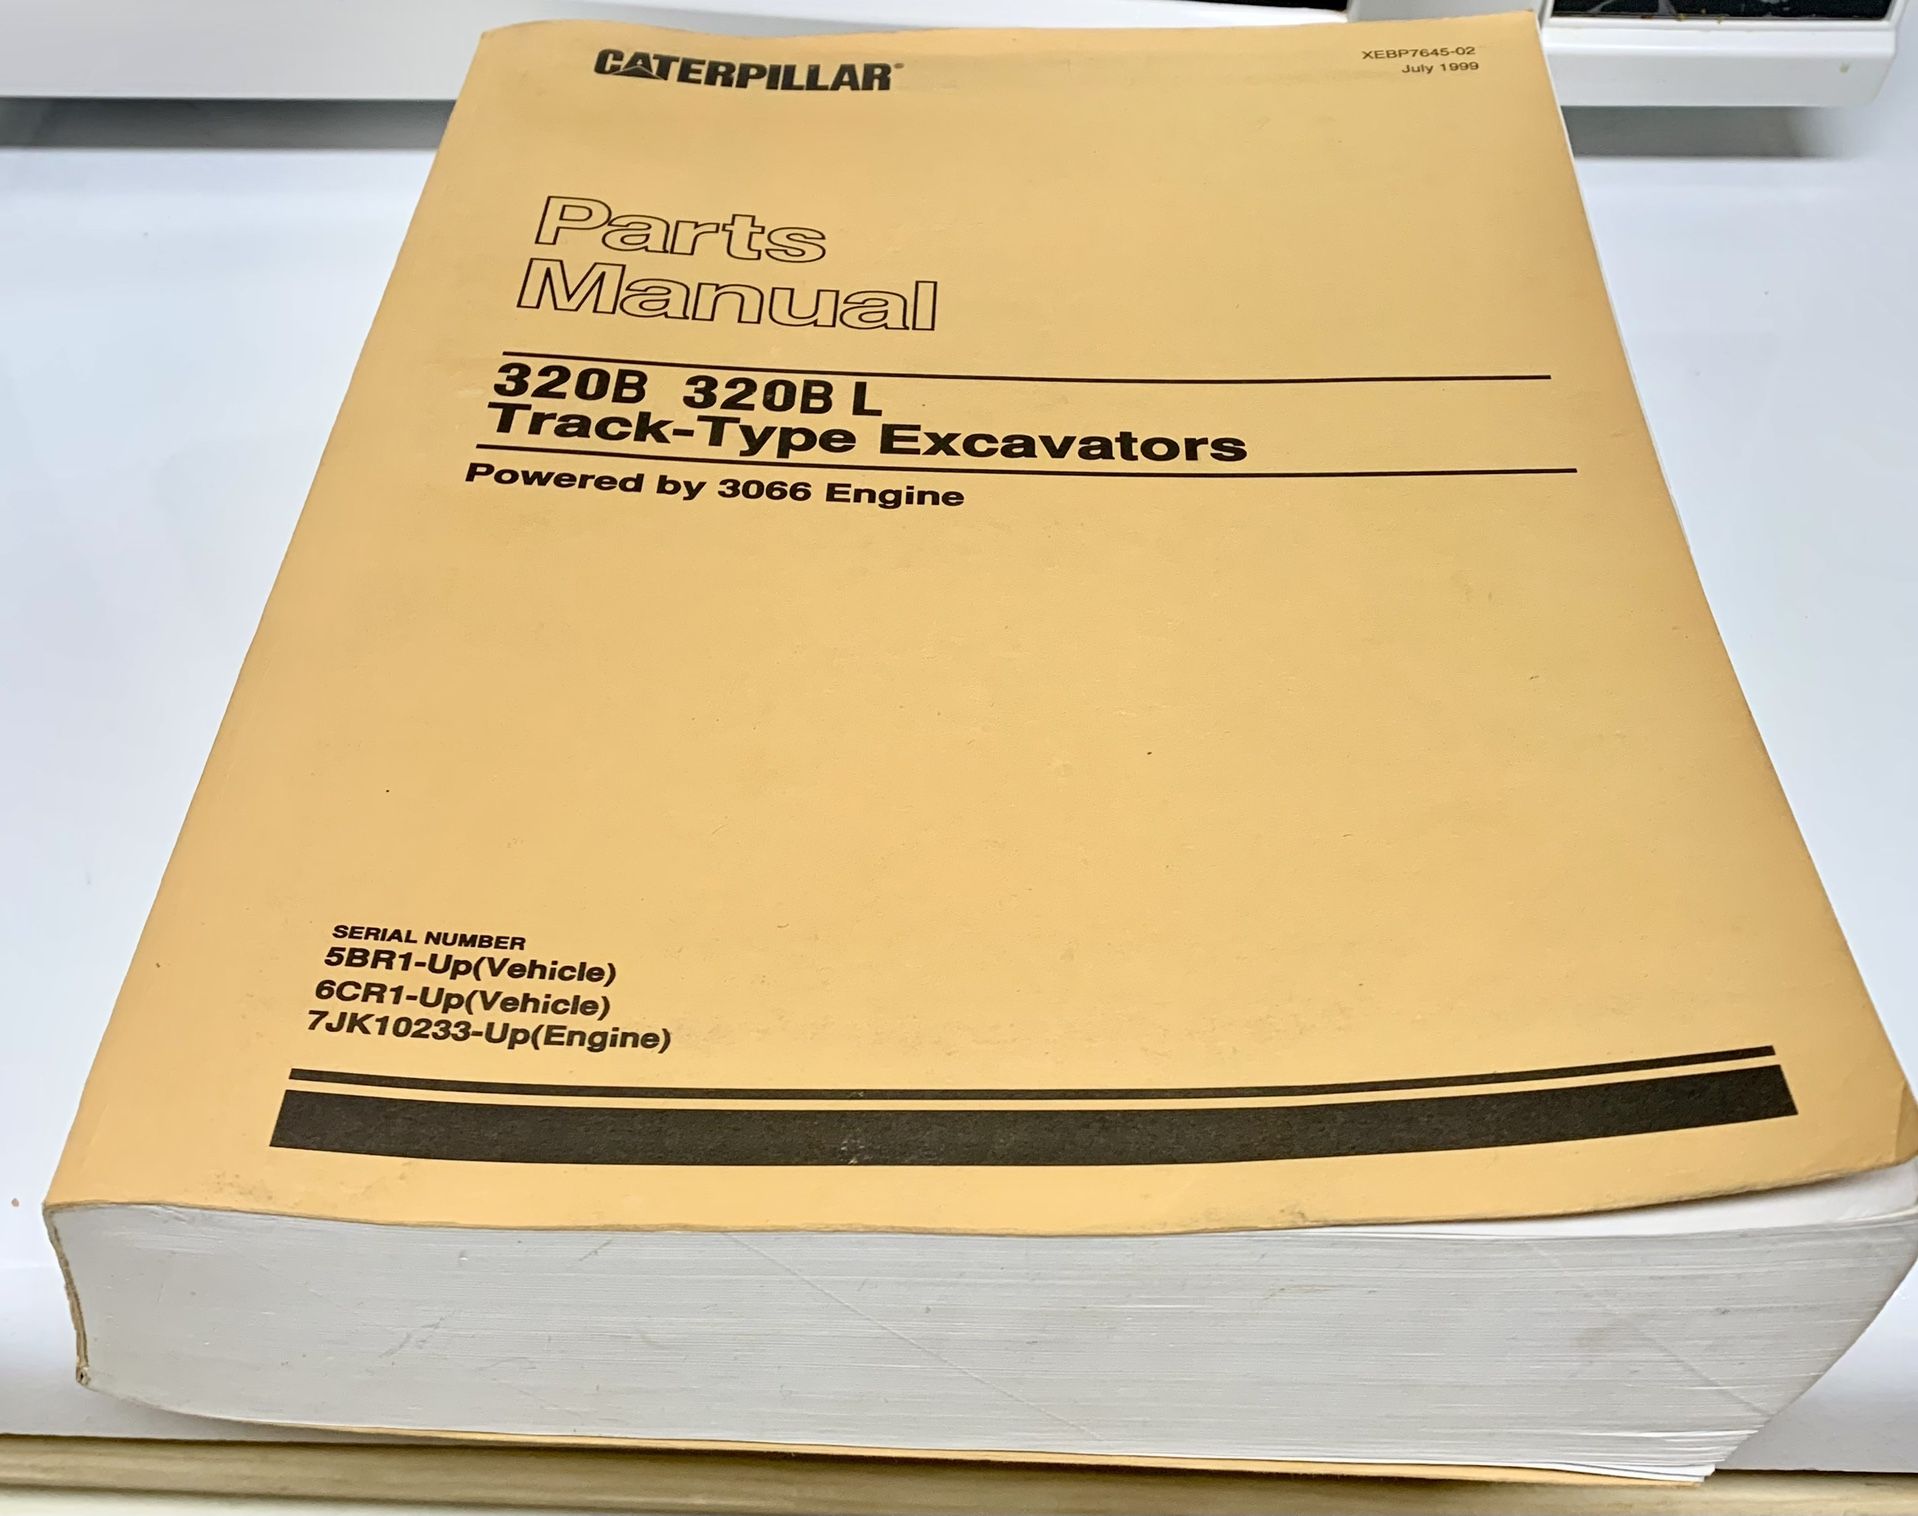 CATERPILLAR®
XEBP7645-02
July 1999
Parts
Manual
320B 320B L
Track-Type Excavators
Powered by 3066 Engine
SERIAL NUMBER
5BR1-Up(Vehicle)
6CR1-Up(Vehicle)
7JK10233-Up(Engine)